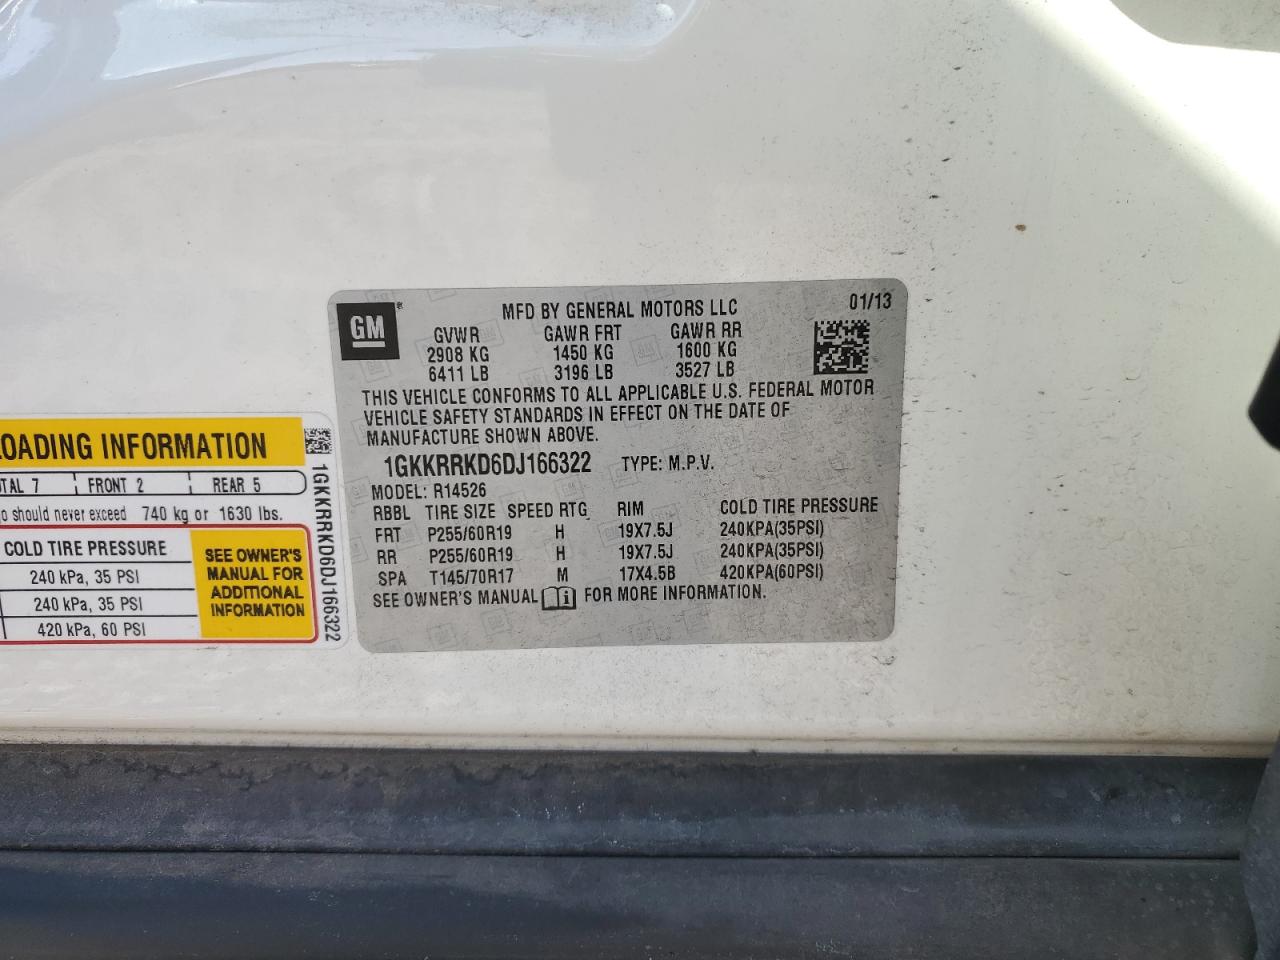 GM
MFD BY GENERAL MOTORS LLC 01/13
GVWR GAWR FRT GAWR RR
2908 KG 1450 KG 1600 KG
6411 LB 3196 LB 3527 LB
THIS VEHICLE CONFORMS TO ALL APPLICABLE U.S. FEDERAL MOTOR
VEHICLE SAFETY STANDARDS IN EFFECT ON THE DATE OF
MANUFACTURE SHOWN ABOVE.
1GKKRRKD6DJ166322 TYPE: M.P.V.
MODEL: R14526
RBBL TIRE SIZE SPEED RTG RIM COLD TIRE PRESSURE
FRT P255/60R19 H 19X7.5J 240KPA(35PSI)
RR P255/60R19 H 19X7.5J 240KPA(35PSI)
SPA T145/70R17 M 17X4.5B 420KPA(60PSI)
SEE OWNER'S MANUAL i FOR MORE INFORMATION.
LOADING INFORMATION
TAL 7 FRONT 2 REAR 5
o should never exceed 740 kg or 1630 lbs.
COLD TIRE PRESSURE
240 kPa, 35 PSI
240 kPa, 35 PSI
420 kPa, 60 PSI
SEE OWNER'S
MANUAL FOR
ADDITIONAL
INFORMATION
1GKKRRKD6DJ166322